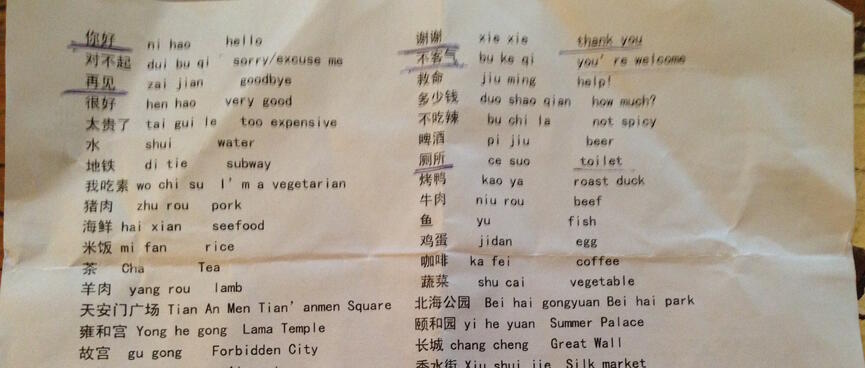 你好 ni hao hello
对不起 dui bu qi sorry/excuse me
再见 zai jian goodbye
很好 hen hao very good
太贵了 tai gui le too expensive
水 shui water
地铁 di tie subway
我吃素 wo chi su I'm a vegetarian
猪肉 zhu rou pork
海鲜 hai xian seefood
米饭 mi fan rice
茶 Cha Tea
羊肉 yang rou lamb
天安门广场 Tian An Men Tian'anmen Square
雍和宫 Yong he gong Lama Temple
故宫 gu gong Forbidden City
谢谢 xie xie thank you
不客气 bu ke qi you're welcome
救命 jiu ming help!
多少钱 duo shao qian how much?
不吃辣 bu chi la not spicy
啤酒 pi jiu beer
厕所 ce suo toilet
烤鸭 kao ya roast duck
牛肉 niu rou beef
鱼 yu fish
鸡蛋 jidan egg
咖啡 ka fei coffee
蔬菜 shu cai vegetable
北海公园 Bei hai gongyuan Bei hai park
颐和园 yi he yuan Summer Palace
长城 chang cheng Great Wall
秀水街 Xiu shui jie Silk market